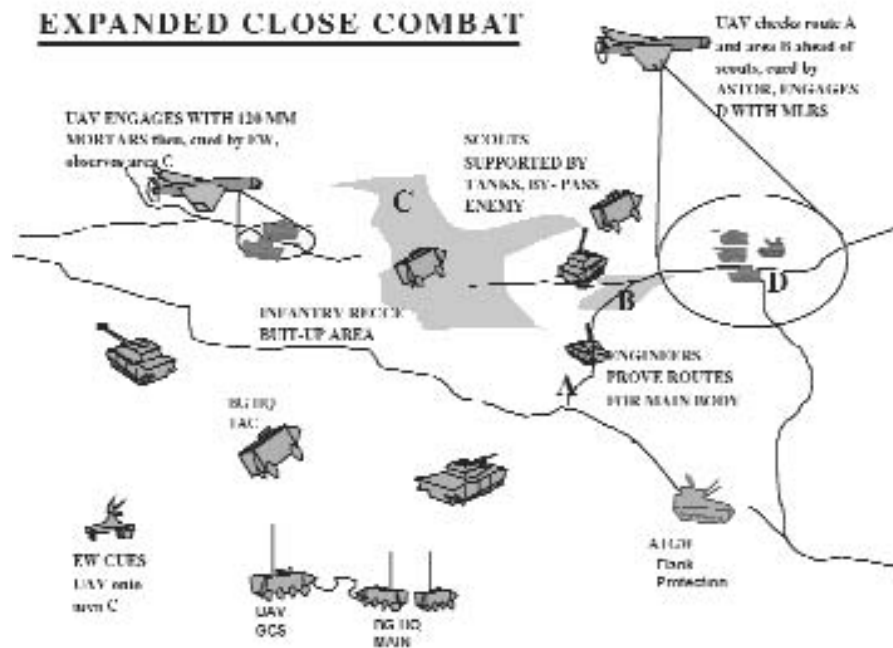 EXPANDED CLOSE COMBAT
UAV checks route A
and area B ahead of
scouts, cued by
ASTOR, ENGAGES
D WITH MLRS
UAV ENGAGES WITH 120 MM
MORTARS then, cued by EW,
observes area C
SCOUTS
SUPPORTED BY
TANKS, BY- PASS
ENEMY
C
B
D
INFANTRY RECCE
BUIT-UP AREA
ENGINEERS
PROVE ROUTES
FOR MAIN BODY
A
BG HQ
TAC
EW CUES
UAV onto
town C
UAV
GCS
BG HQ
MAIN
ATGW
Flank
Protection